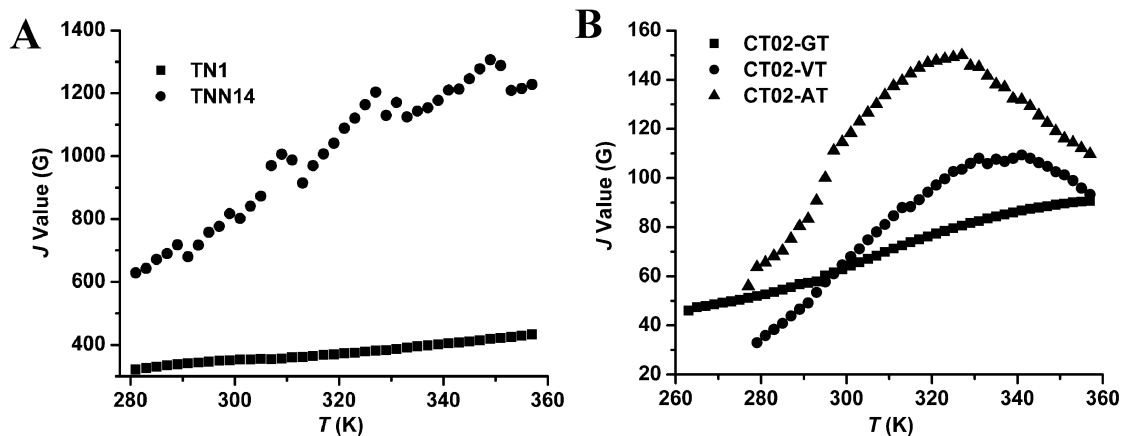 A
1400
1200
1000
800
600
400
J Value (G)
TN1
TNN14
280
300
320
340
360
T (K)
B
160
140
120
100
80
60
40
20
J Value (G)
CT02-GT
CT02-VT
CT02-AT
260
280
300
320
340
360
T (K)